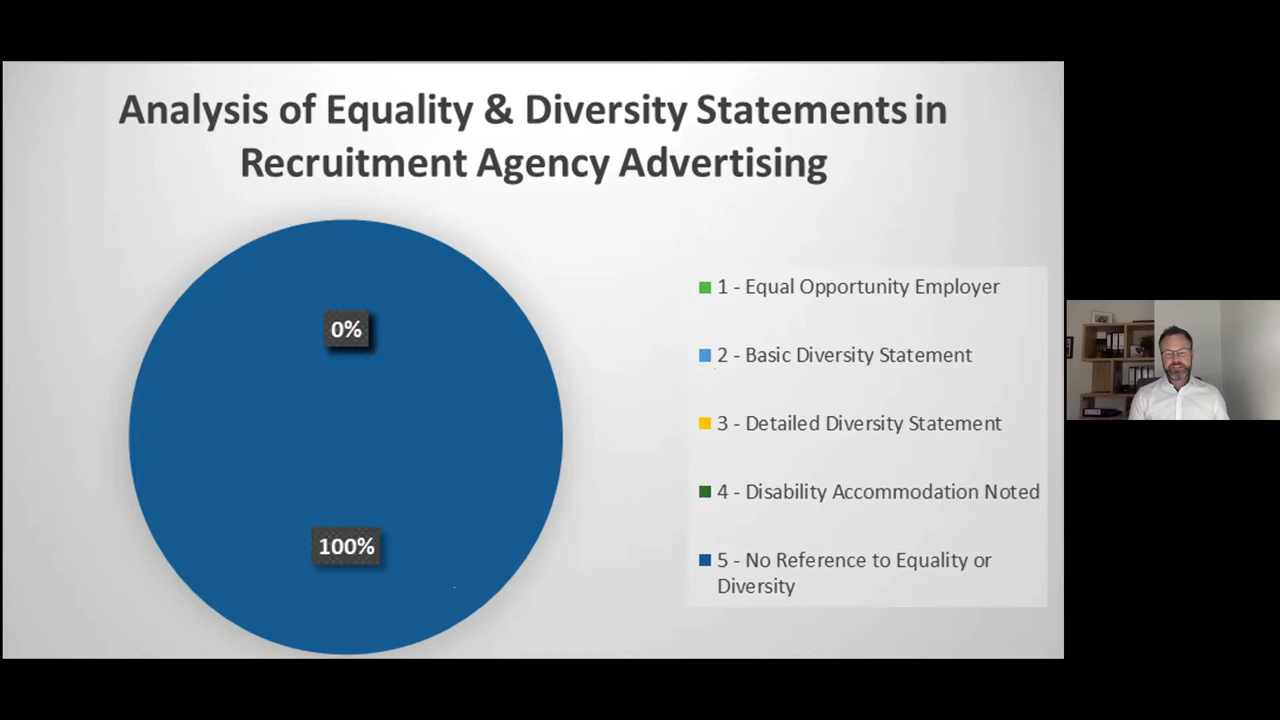 Analysis of Equality & Diversity Statements in
Recruitment Agency Advertising
0%
100%
1 - Equal Opportunity Employer
2 - Basic Diversity Statement
3 - Detailed Diversity Statement
4 - Disability Accommodation Noted
5 - No Reference to Equality or
Diversity